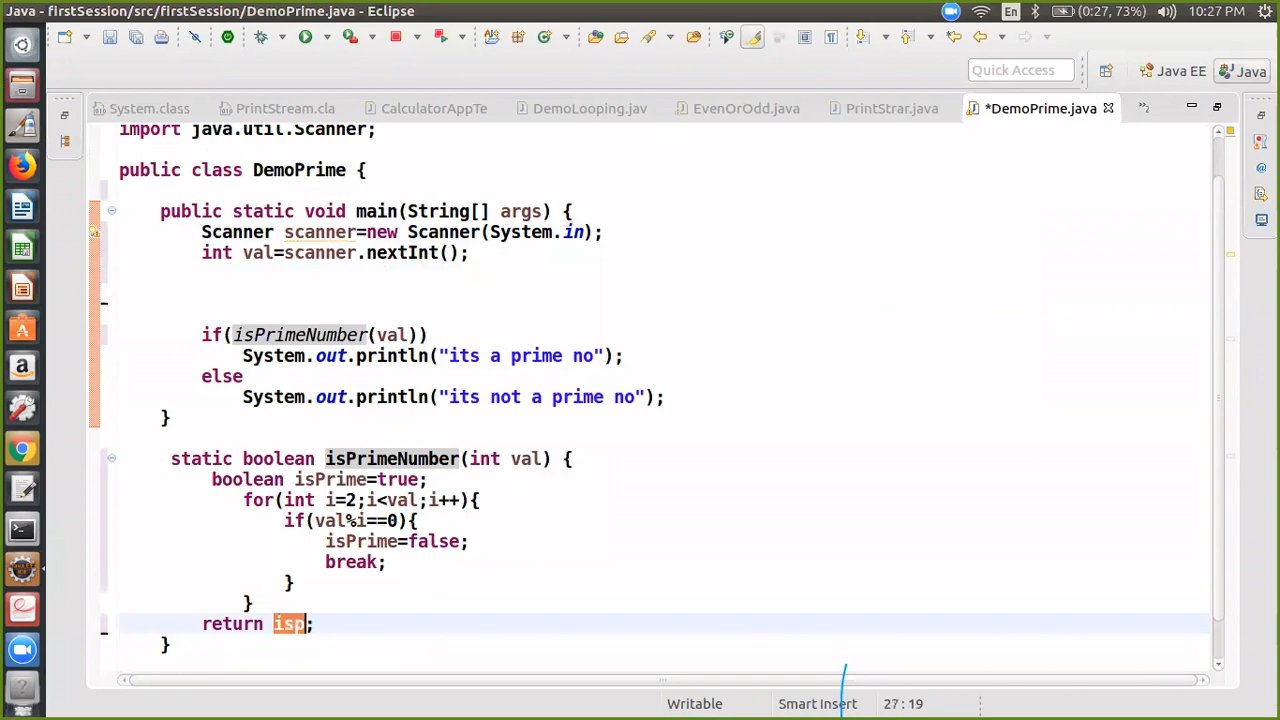 Java - firstSession/src/firstSession/DemoPrime.java - Eclipse
En
(0:27, 73%)
10:27 PM
Quick Access
Java EE
Java
System.class
PrintStream.cla
CalculatorAppTe
DemoLooping.jav
EvenOrOdd.java
PrintStrar.java
*DemoPrime.java
import java.util.Scanner;
public class DemoPrime {
public static void main(String[] args) {
Scanner scanner=new Scanner(System.in);
int val=scanner.nextInt();
if(isPrimeNumber(val))
System.out.println("its a prime no");
else
System.out.println("its not a prime no");
}
static boolean isPrimeNumber(int val) {
boolean isPrime=true;
for(int i=2;i<val;i++){
if(val%i==0){
isPrime=false;
break;
}
}
return isp;
}
Writable
Smart Insert
27 : 19